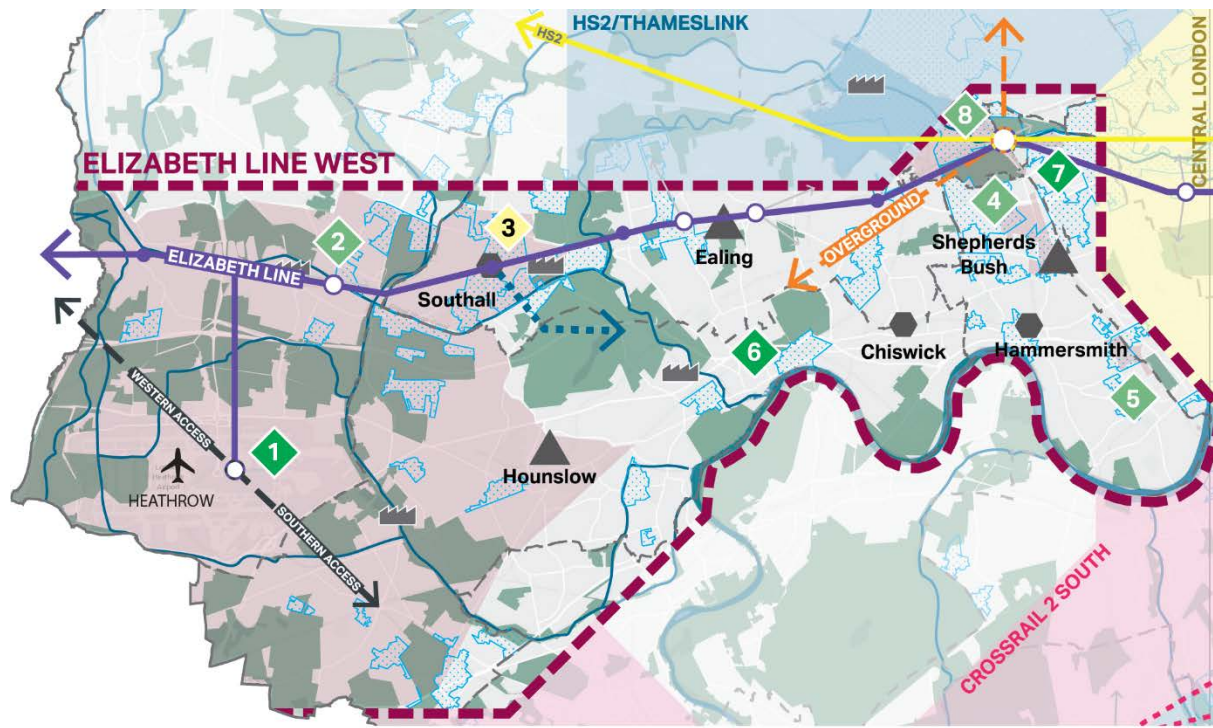 HS2/THAMESLINK
HS2
CENTRAL LONDON
8
ELIZABETH LINE WEST
7
4
2
3
OVERGROUND
Shepherds
Bush
Ealing
ELIZABETH LINE
Southall
6
Chiswick
Hammersmith
WESTERN ACCESS
5
1
Hounslow
HEATHROW
SOUTHERN ACCESS
CROSSRAIL 2 SOUTH